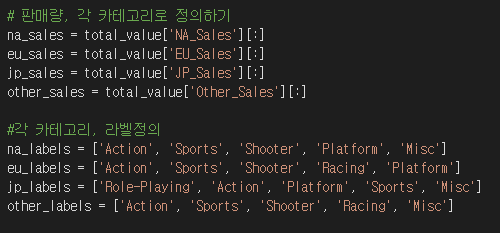 # 판매량, 각 카테고리로 정의하기
na_sales = total_value['NA_Sales'][:]
eu_sales = total_value['EU_Sales'][:]
jp_sales = total_value['JP_Sales'][:]
other_sales = total_value['Other_Sales'][:]
#각 카테고리, 라벨정의
na_labels = ['Action', 'Sports', 'Shooter', 'Platform', 'Misc']
eu_labels = ['Action', 'Sports', 'Shooter', 'Racing', 'Platform']
jp_labels = ['Role-Playing', 'Action', 'Platform', 'Sports', 'Misc']
other_labels = ['Action', 'Sports', 'Shooter', 'Racing', 'Misc']